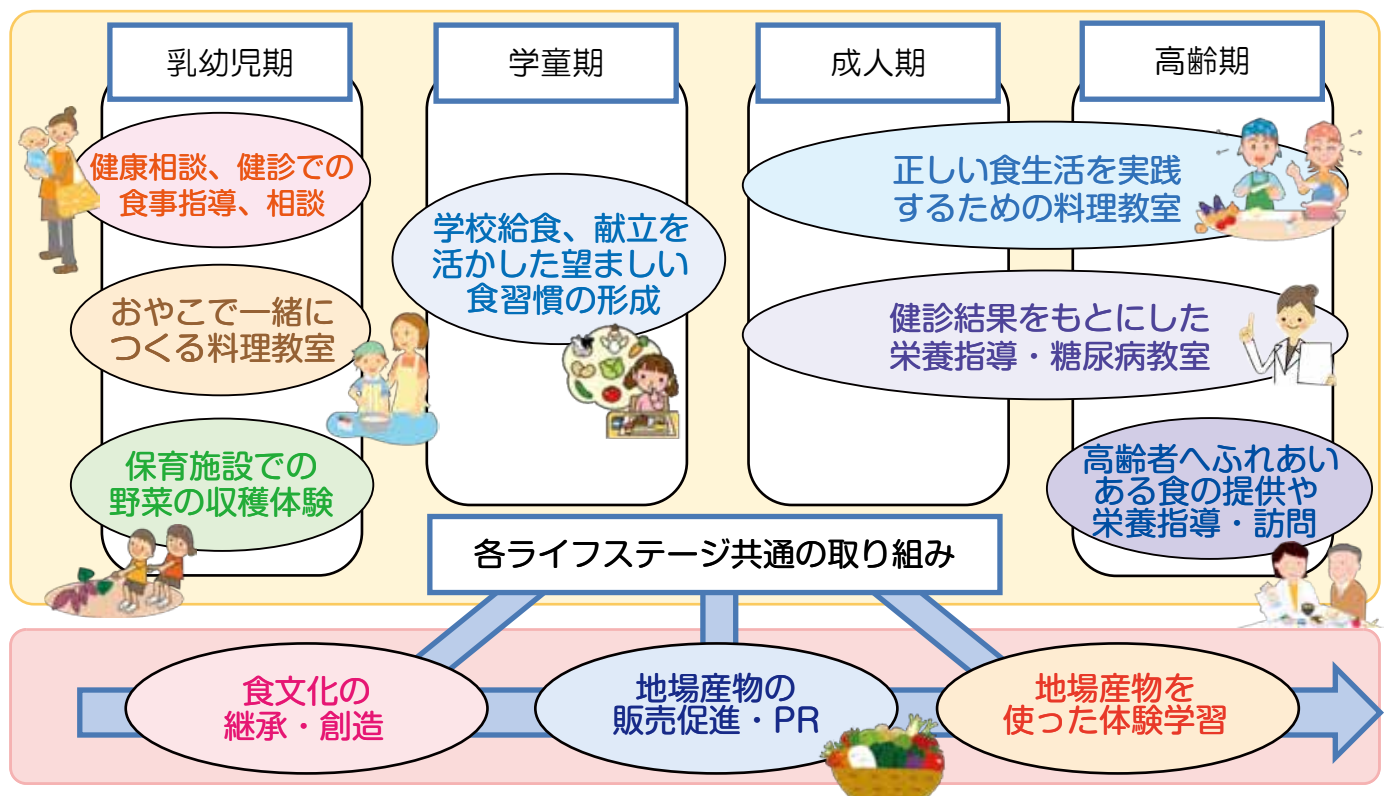 乳幼児期
健康相談、健診での
食事指導、相談
おやこで一緒に
つくる料理教室
保育施設での
野菜の収穫体験
学童期
学校給食、献立を
活かした望ましい
食習慣の形成
成人期
高齢期
正しい食生活を実践
するための料理教室
健診結果をもとにした
栄養指導・糖尿病教室
高齢者へふれあい
ある食の提供や
栄養指導・訪問
各ライフステージ共通の取り組み
食文化の
継承・創造
地場産物の
販売促進・PR
地場産物を
使った体験学習